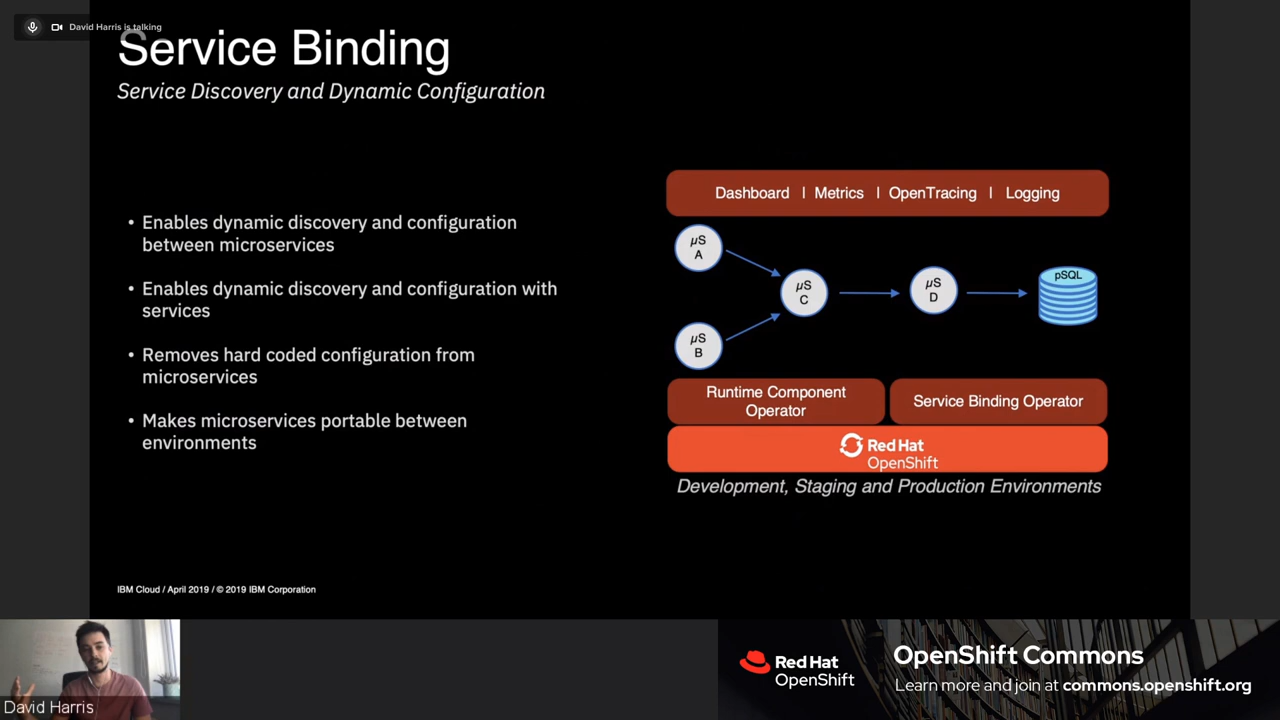 David Harris is talking
Service Binding
Service Discovery and Dynamic Configuration
• Enables dynamic discovery and configuration
between microservices
• Enables dynamic discovery and configuration with
services
• Removes hard coded configuration from
microservices
• Makes microservices portable between
environments
Dashboard | Metrics | OpenTracing | Logging
µS
A
µS
B
µS
C
µS
D
pSQL
Runtime Component
Operator
Service Binding Operator
Red Hat
OpenShift
Development, Staging and Production Environments
IBM Cloud / April 2019 / © 2019 IBM Corporation
David Harris
Red Hat
OpenShift
OpenShift Commons
Learn more and join at commons.openshift.org